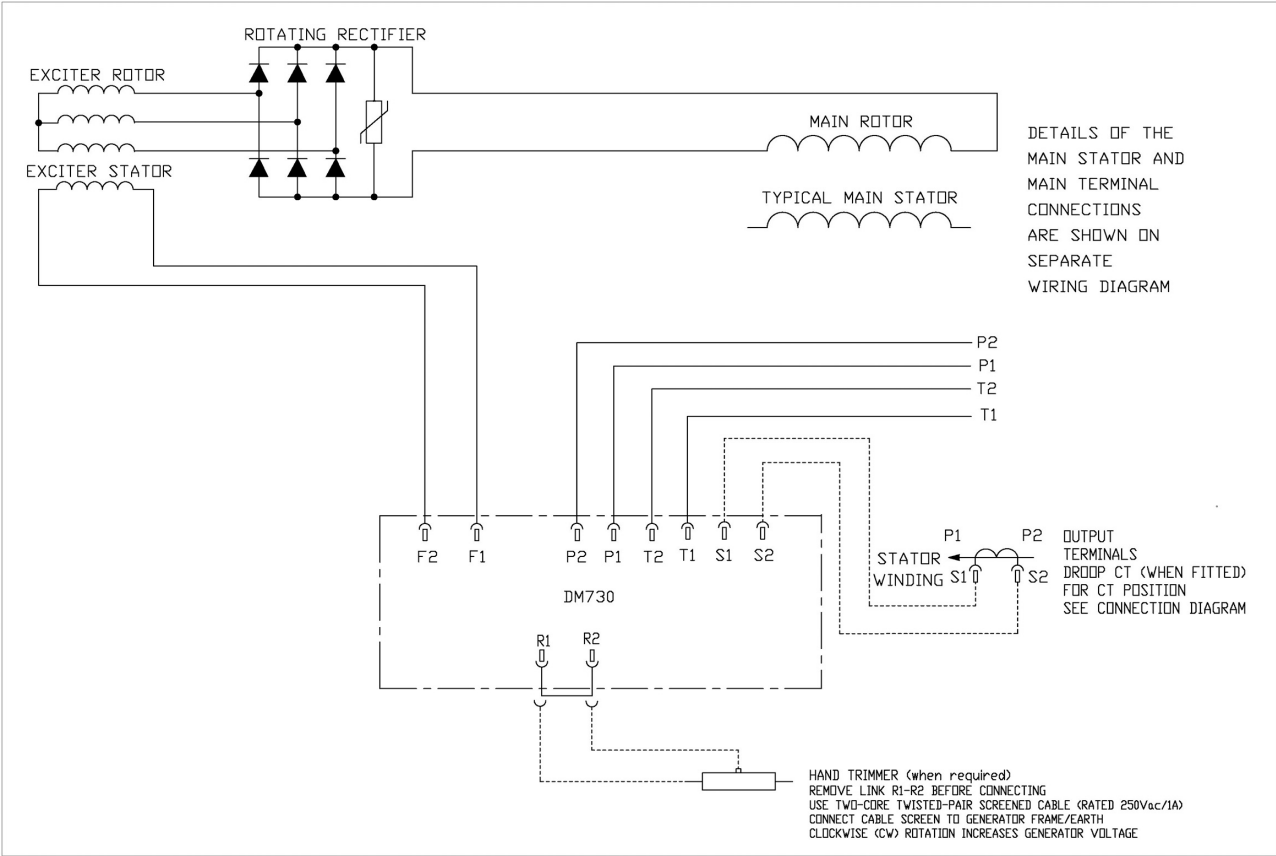 ROTATING RECTIFIER
EXCITER ROTOR
MAIN ROTOR
DETAILS OF THE
MAIN STATOR AND
MAIN TERMINAL
CONNECTIONS
ARE SHOWN ON
SEPARATE
WIRING DIAGRAM
EXCITER STATOR
TYPICAL MAIN STATOR
P2
P1
T2
T1
F2 F1 P2 P1 T2 T1 S1 S2
DM730
R1 R2
P1 P2
STATOR
WINDING S1 S2
OUTPUT
TERMINALS
DROOP CT (WHEN FITTED)
FOR CT POSITION
SEE CONNECTION DIAGRAM
HAND TRIMMER (when required)
REMOVE LINK R1-R2 BEFORE CONNECTING
USE TWO-CORE TWISTED-PAIR SCREENED CABLE (RATED 250Vac/1A)
CONNECT CABLE SCREEN TO GENERATOR FRAME/EARTH
CLOCKWISE (CW) ROTATION INCREASES GENERATOR VOLTAGE